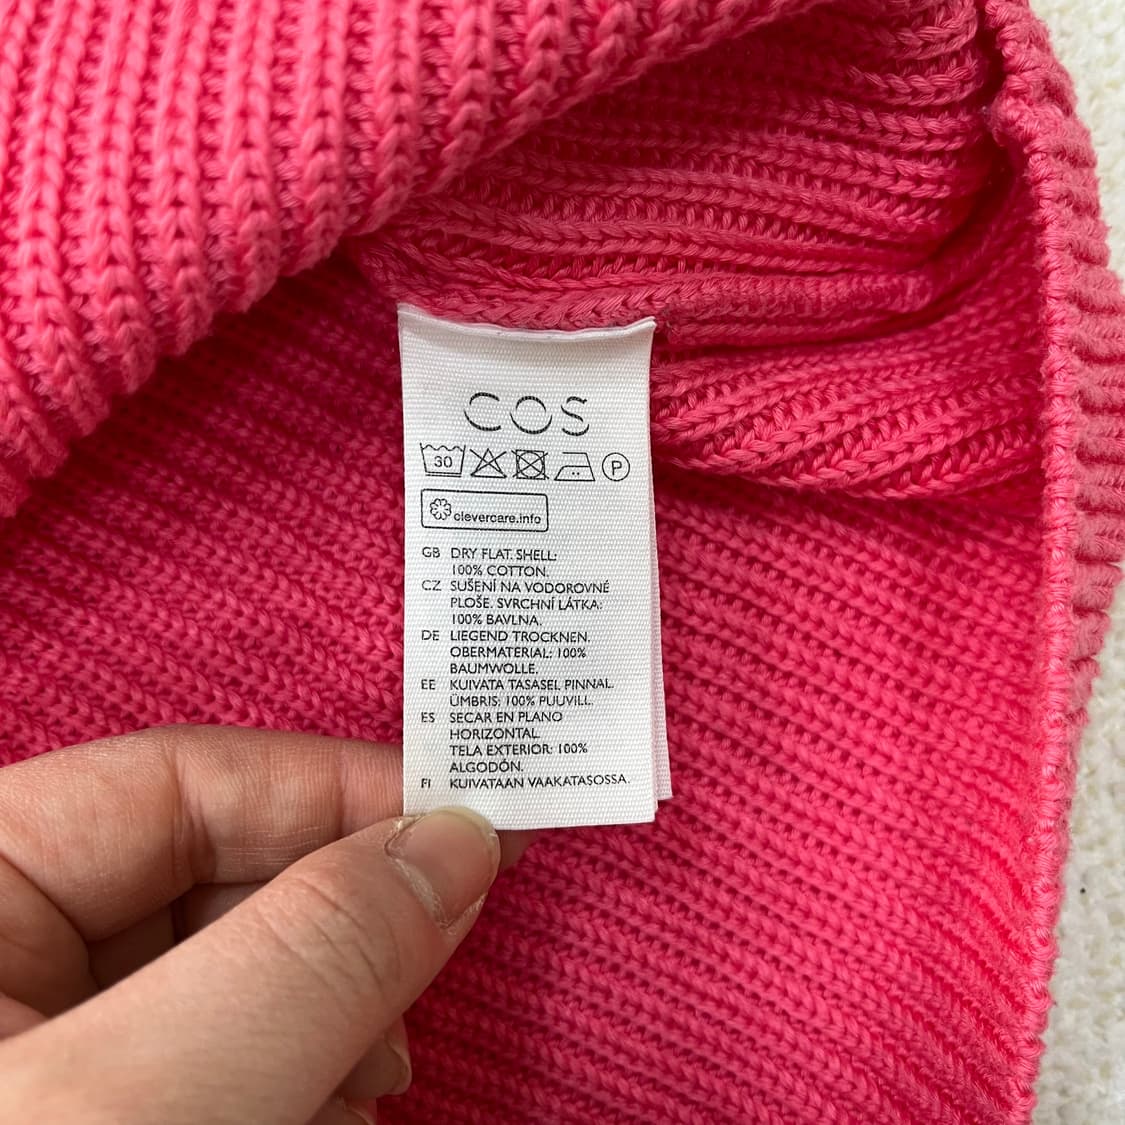 COS
30 P
clevercare.info
GB DRY FLAT. SHELL:
100% COTTON.
CZ SUŠENÍ NA VODOROVNÉ
PLOŠE. SVRCHNÍ LÁTKA:
100% BAVLNA.
DE LIEGEND TROCKNEN.
OBERMATERIAL: 100%
BAUMWOLLE.
EE KUIVATA TASASEL PINNAL.
ÜMBRIS: 100% PUUVILL.
ES SECAR EN PLANO
HORIZONTAL.
TELA EXTERIOR: 100%
ALGODÓN.
FI KUIVATAAN VAAKATASOSSA.